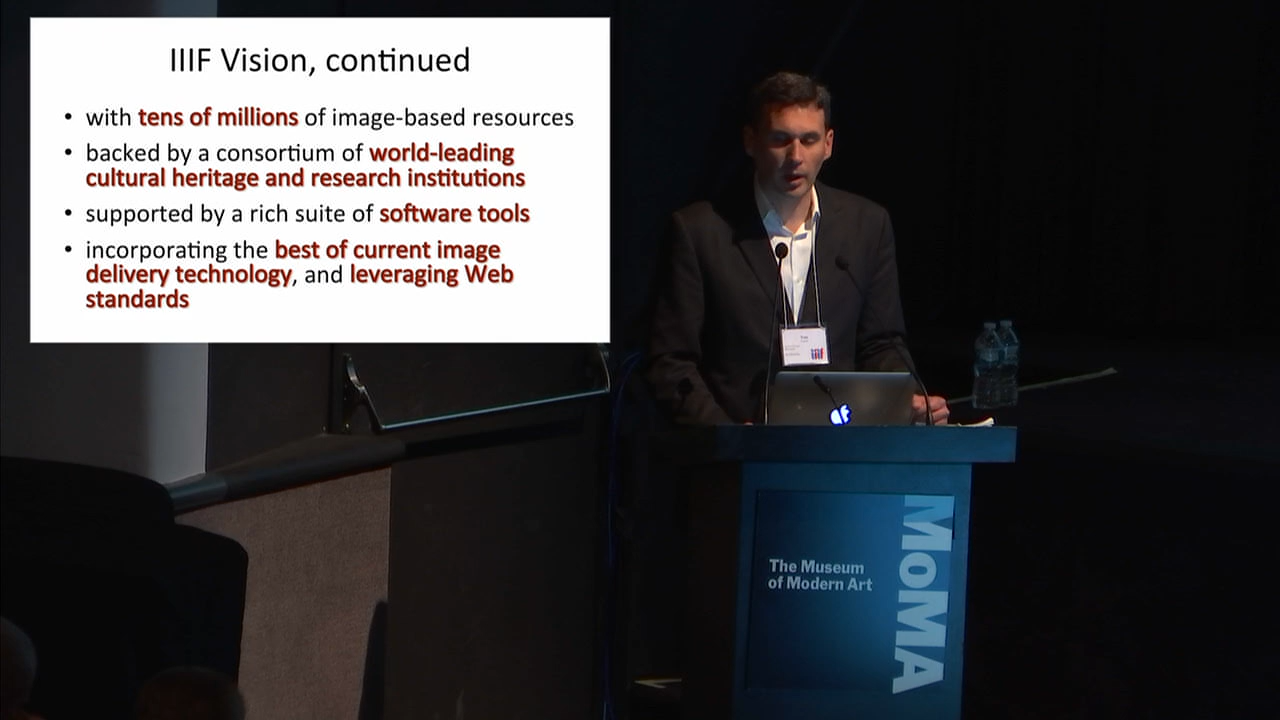 IIIF Vision, continued
• with tens of millions of image-based resources
• backed by a consortium of world-leading
cultural heritage and research institutions
• supported by a rich suite of software tools
• incorporating the best of current image
delivery technology, and leveraging Web
standards
iiif
The Museum
of Modern Art
MoMA